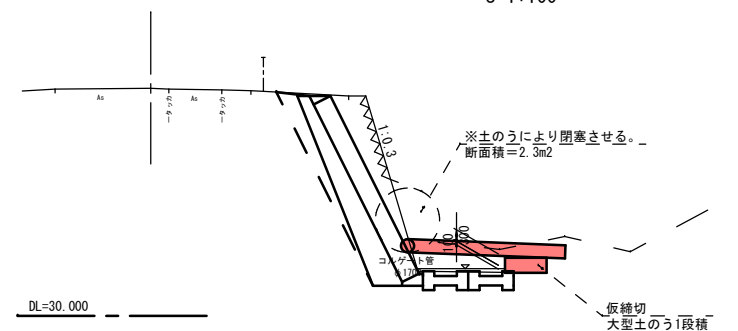 As
As
T
1:0.3
※土のうにより閉塞させる。
断面積=2.3m2
コルゲート管
DL=30.000
仮締切
大型土のう1段積